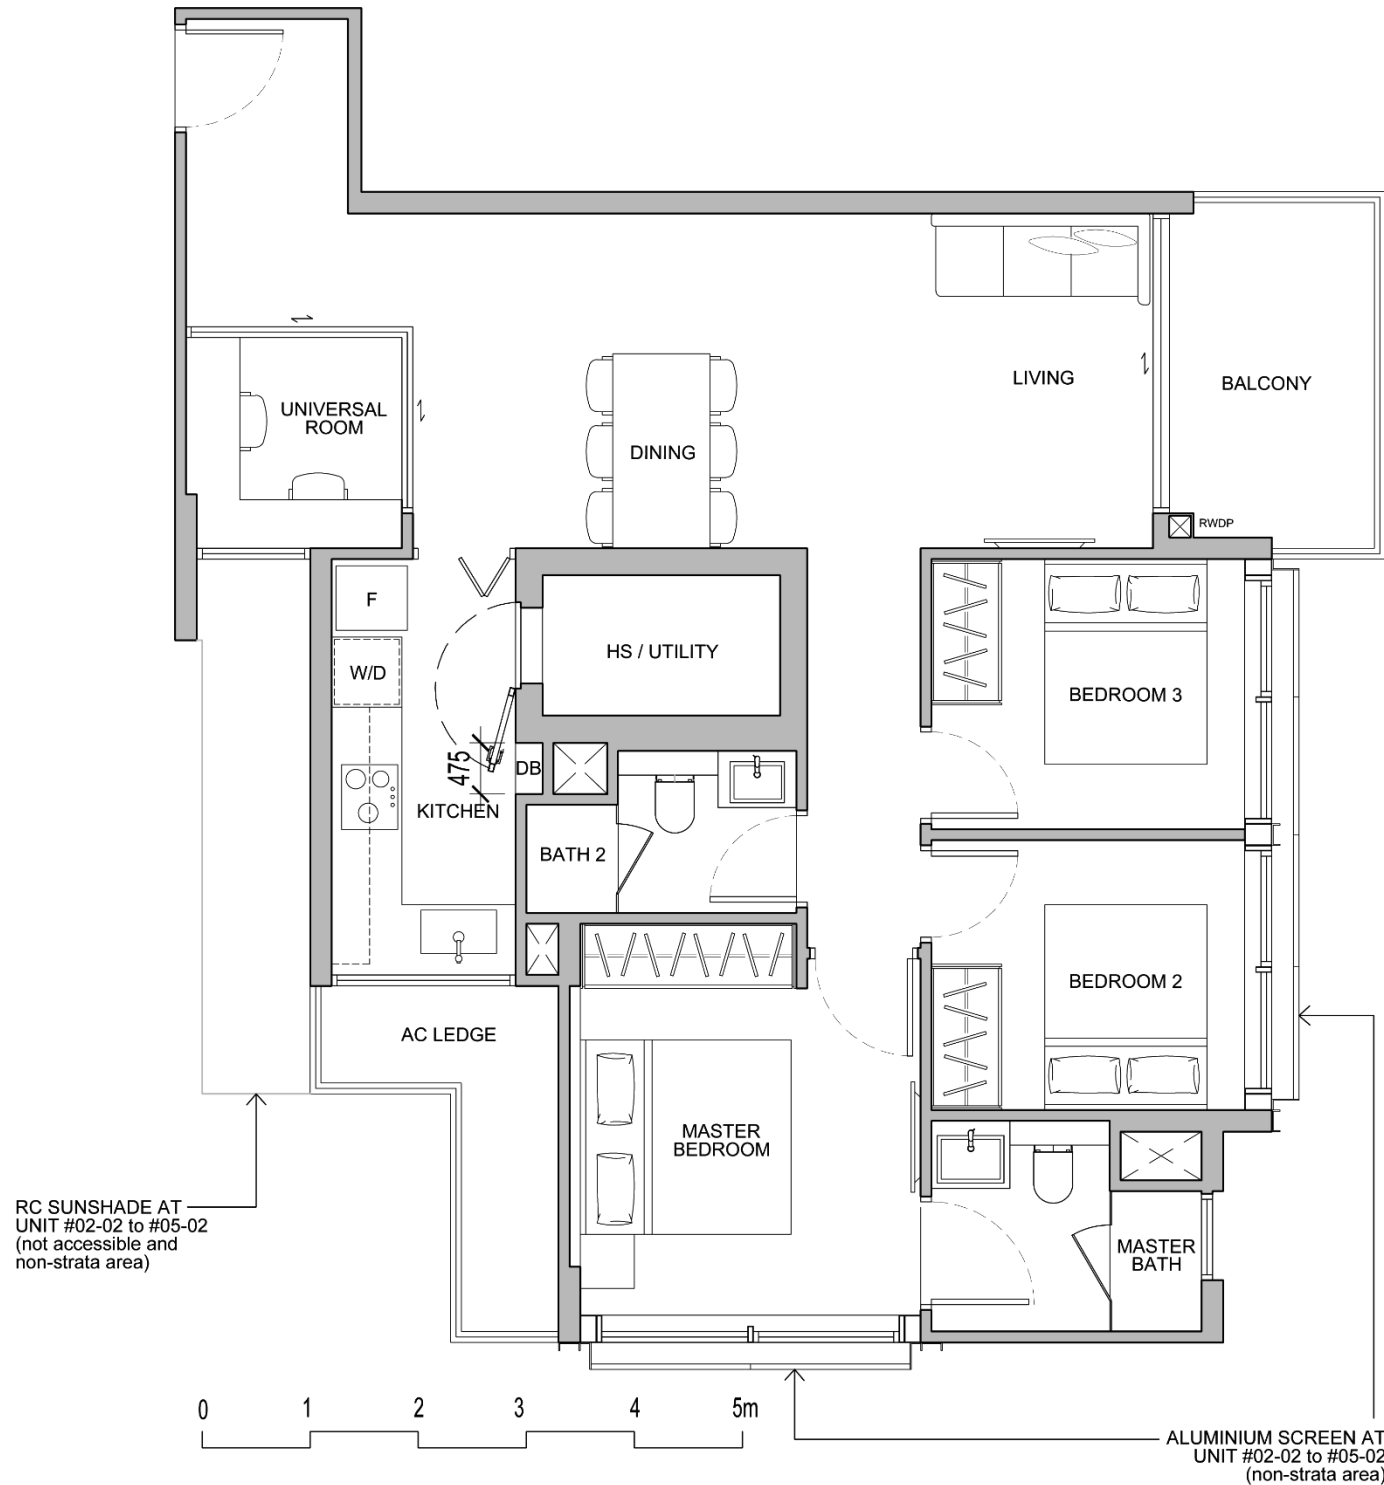 LIVING
BALCONY
UNIVERSAL
ROOM
DINING
RWDP
F
HS / UTILITY
W/D
BEDROOM 3
475
DB
KITCHEN
BATH 2
BEDROOM 2
AC LEDGE
MASTER
BEDROOM
RC SUNSHADE AT
UNIT #02-02 to #05-02
(not accessible and
non-strata area)
MASTER
BATH
0 1 2 3 4 5m
ALUMINIUM SCREEN AT
UNIT #02-02 to #05-02
(non-strata area)